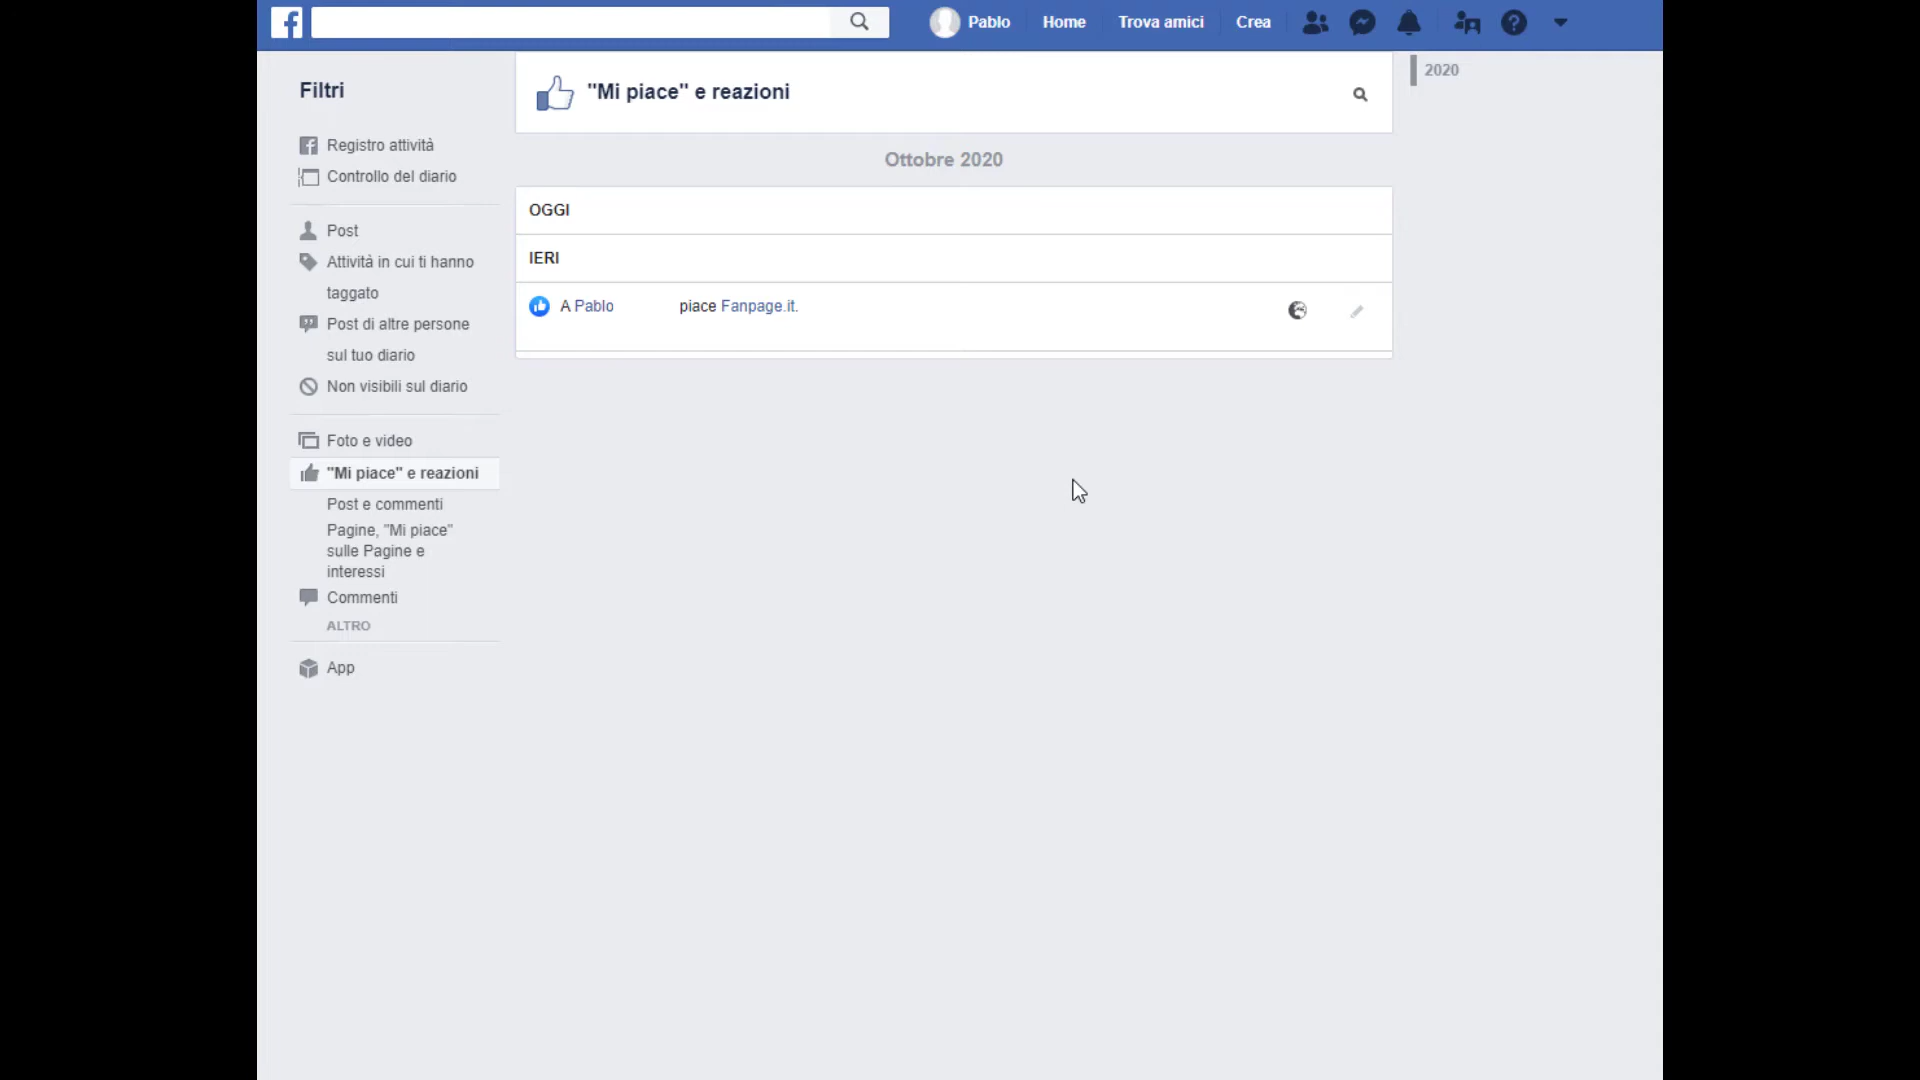 Pablo Home Trova amici Crea
Filtri
Registro attività
Controllo del diario
Post
Attività in cui ti hanno
taggato
Post di altre persone
sul tuo diario
Non visibili sul diario
Foto e video
"Mi piace" e reazioni
Post e commenti
Pagine, "Mi piace"
sulle Pagine e
interessi
Commenti
ALTRO
App
"Mi piace" e reazioni
Ottobre 2020
OGGI
IERI
A Pablo piace Fanpage.it.
2020